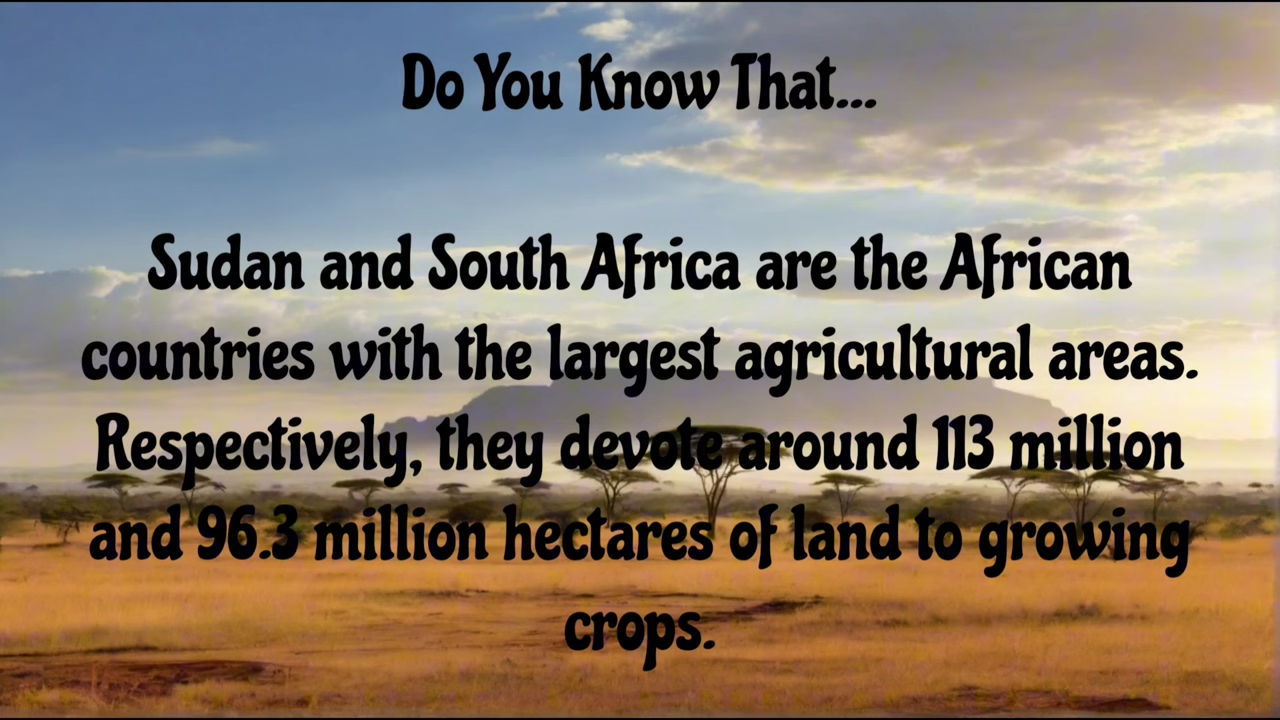 Do You Know That...
Sudan and South Africa are the African
countries with the largest agricultural areas.
Respectively, they devote around 113 million
and 96.3 million hectares of land to growing
crops.